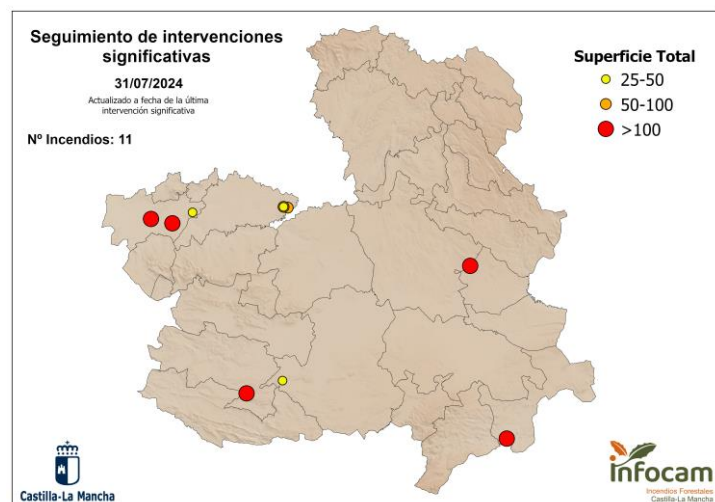 Seguimiento de intervenciones
significativas
31/07/2024
Actualizado a fecha de la última
intervención significativa
Nº Incendios: 11
Superficie Total
25-50
50-100
>100
Castilla-La Mancha
infocam
Incendios Forestales
Castilla-La Mancha